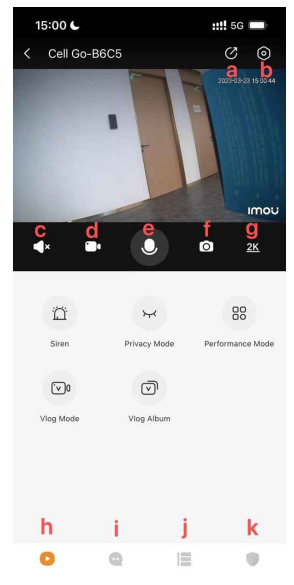 15:00 5G
Cell Go-B6C5
a b
2023-03-23 15:00:44
imou
c d e f g
2K
Siren Privacy Mode Performance Mode
Vlog Mode Vlog Album
h i j k